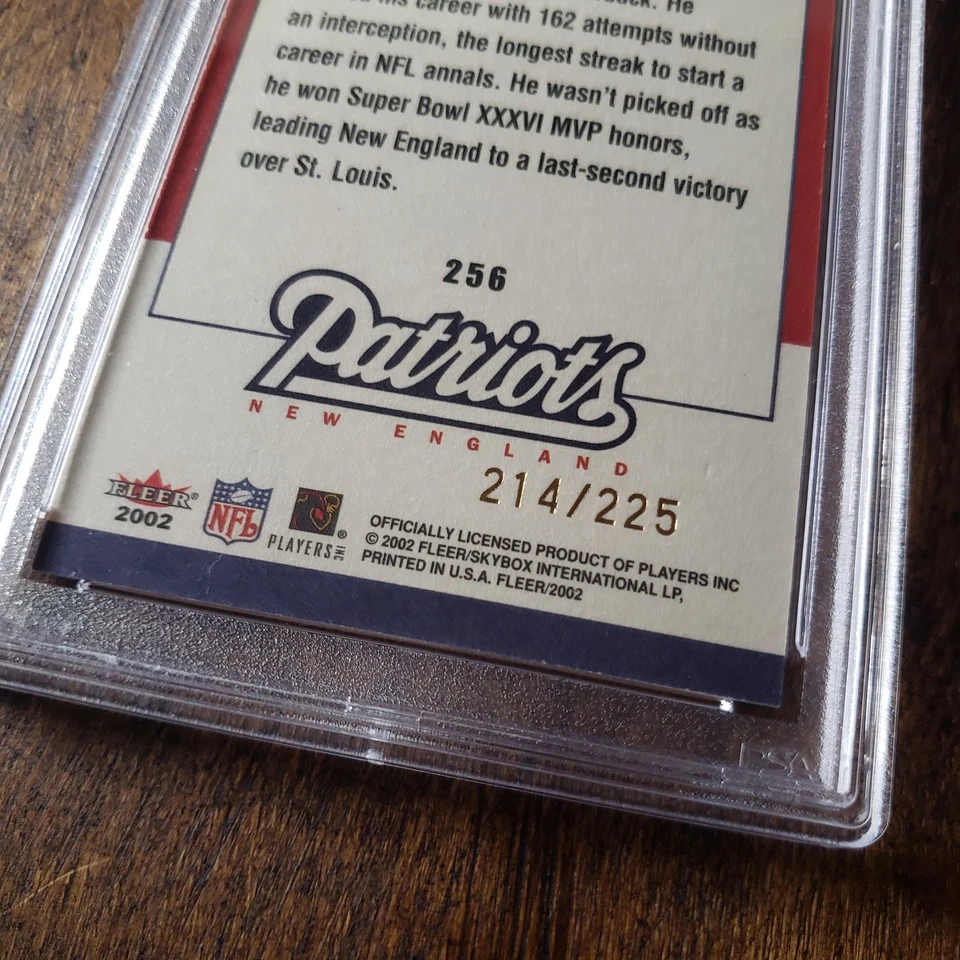 his career with 162 attempts without
an interception, the longest streak to start a
career in NFL annals. He wasn't picked off as
he won Super Bowl XXXVI MVP honors,
leading New England to a last-second victory
over St. Louis.
256
Patriots
NEW ENGLAND
214/225
FLEER®
2002
NFL
PLAYERS INC ®
OFFICIALLY LICENSED PRODUCT OF PLAYERS INC
© 2002 FLEER/SKYBOX INTERNATIONAL LP,
PRINTED IN U.S.A. FLEER/2002
PSA